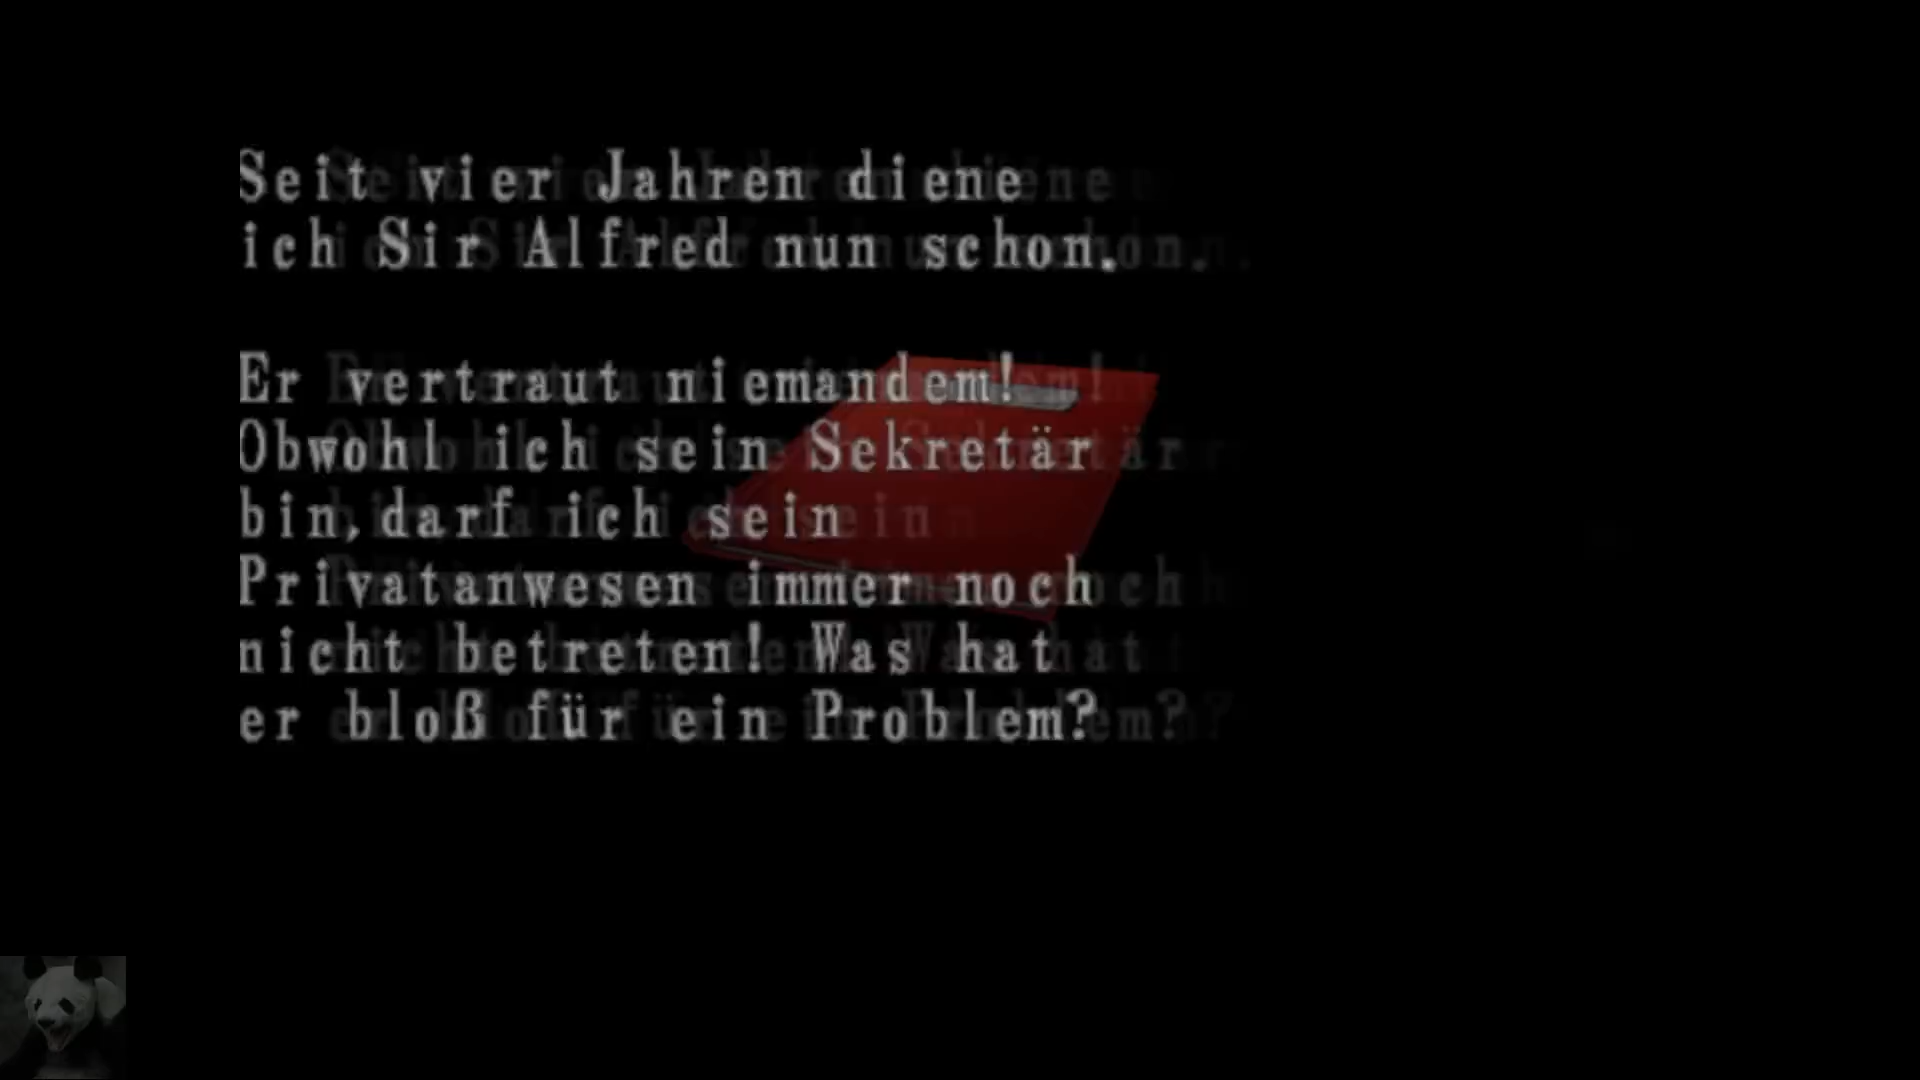 Seit vier Jahren diene
ich Sir Alfred nun schon.
Er vertraut niemandem!
Obwohl ich sein Sekretär
bin,darf ich sein
Privatanwesen immer noch
nicht betreten! Was hat
er bloß für ein Problem?